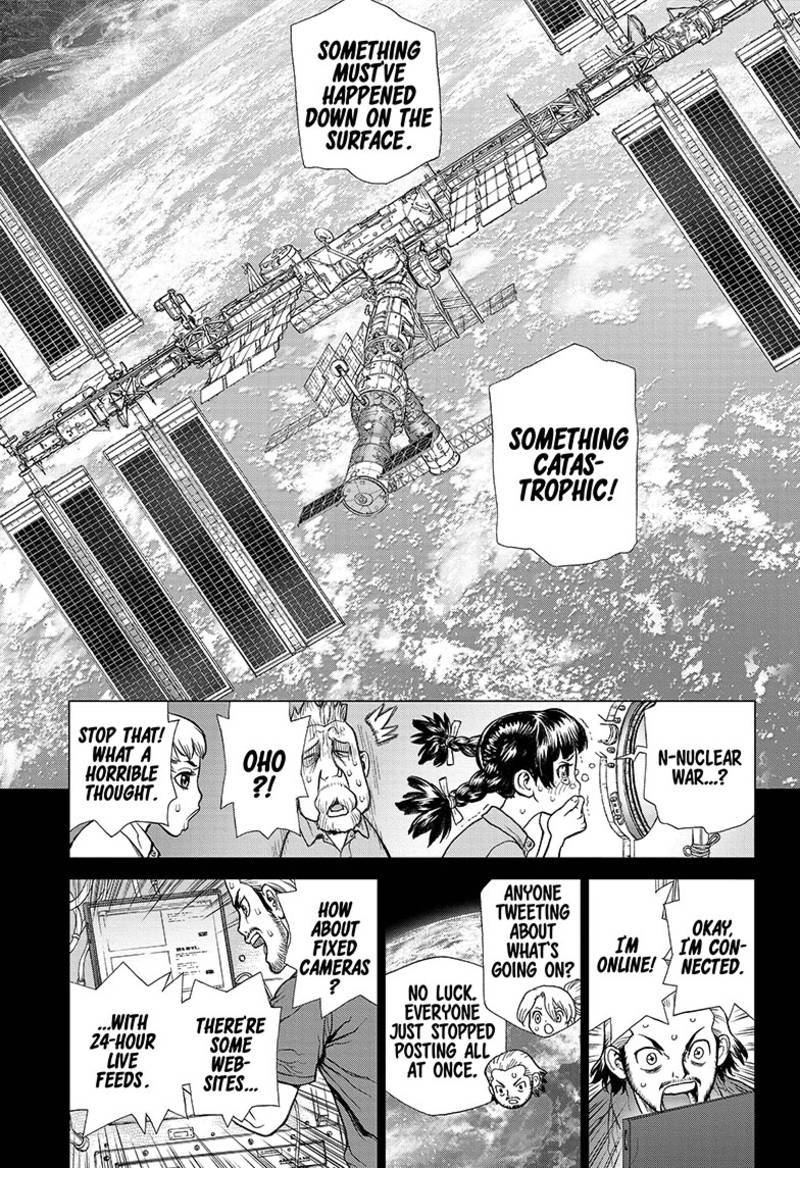 SOMETHING
MUST'VE
HAPPENED
DOWN ON THE
SURFACE.
SOMETHING
CATAS-
TROPHIC!
N-NUCLEAR
WAR...?
OHO
?!
STOP THAT!
WHAT A
HORRIBLE
THOUGHT.
OKAY,
I'M CON-
NECTED.
I'M
ONLINE!
ANYONE
TWEETING
ABOUT
WHAT'S
GOING ON?
NO LUCK.
EVERYONE
JUST STOPPED
POSTING ALL
AT ONCE.
HOW
ABOUT
FIXED
CAMERAS
?
THERE'RE
SOME
WEB-
SITES...
...WITH
24-HOUR
LIVE
FEEDS.